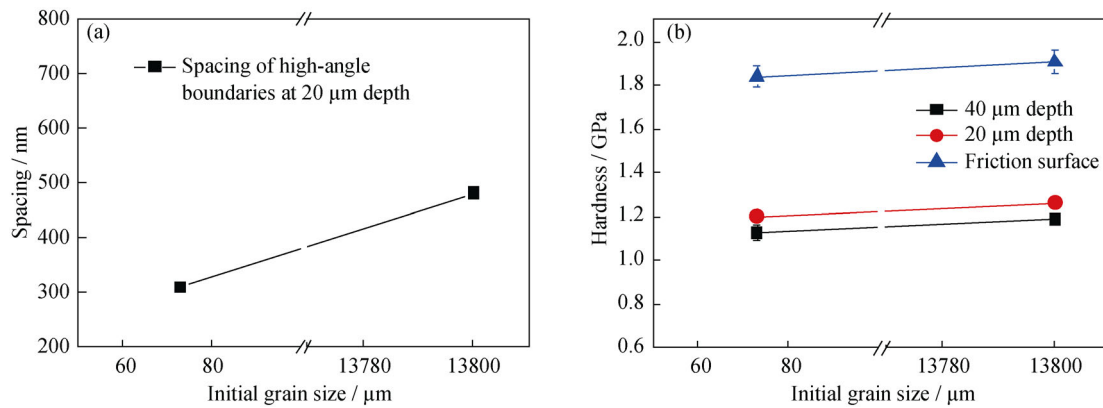 (a)
Spacing of high-angle
boundaries at 20 µm depth
800
700
600
500
400
300
200
Spacing / nm
60
80
13780
13800
Initial grain size / µm
(b)
40 µm depth
20 µm depth
Friction surface
2.0
1.8
1.6
1.4
1.2
1.0
0.8
0.6
Hardness / GPa
60
80
13780
13800
Initial grain size / µm